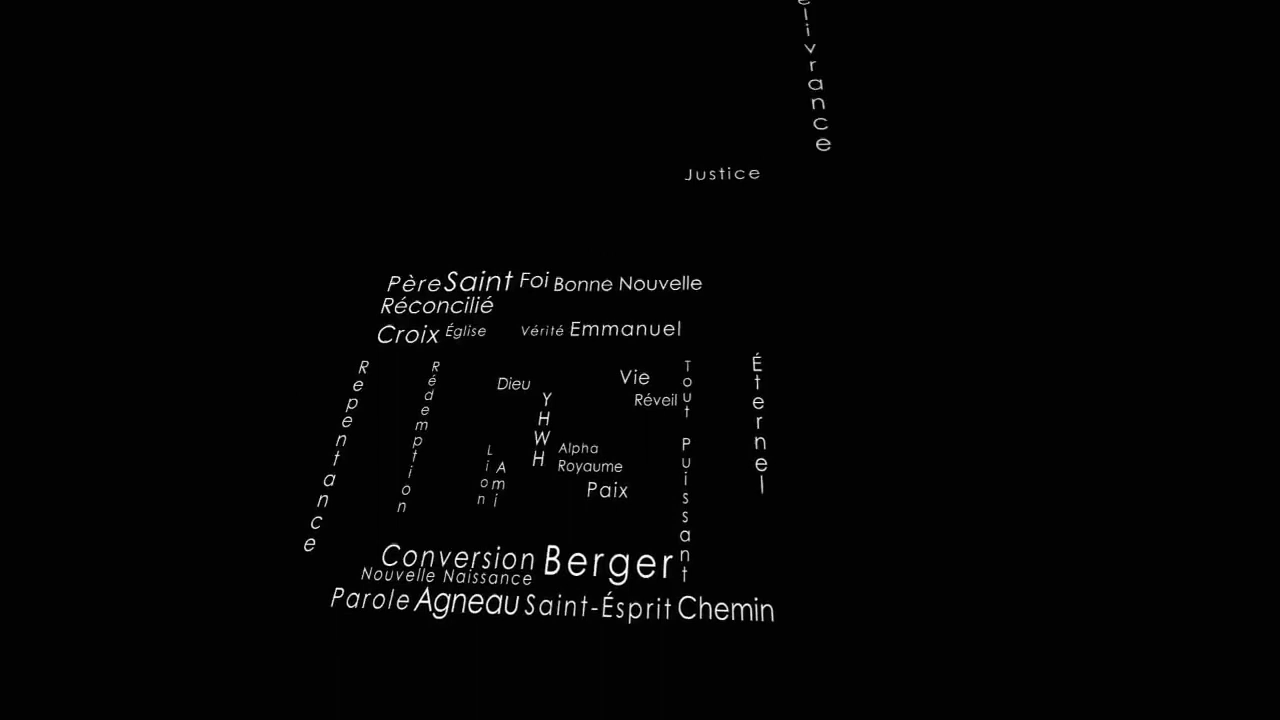 elivrance
Justice
Père Saint Foi Bonne Nouvelle
Réconcilié
Croix Église Vérité Emmanuel
Repentance
Rédemption
Dieu
YHWH
Vie
Réveil
Tout Puissant
Éternel
Lion
Ami
Alpha
Royaume
Paix
Conversion Berger
Nouvelle Naissance
Parole Agneau Saint-Ésprit Chemin